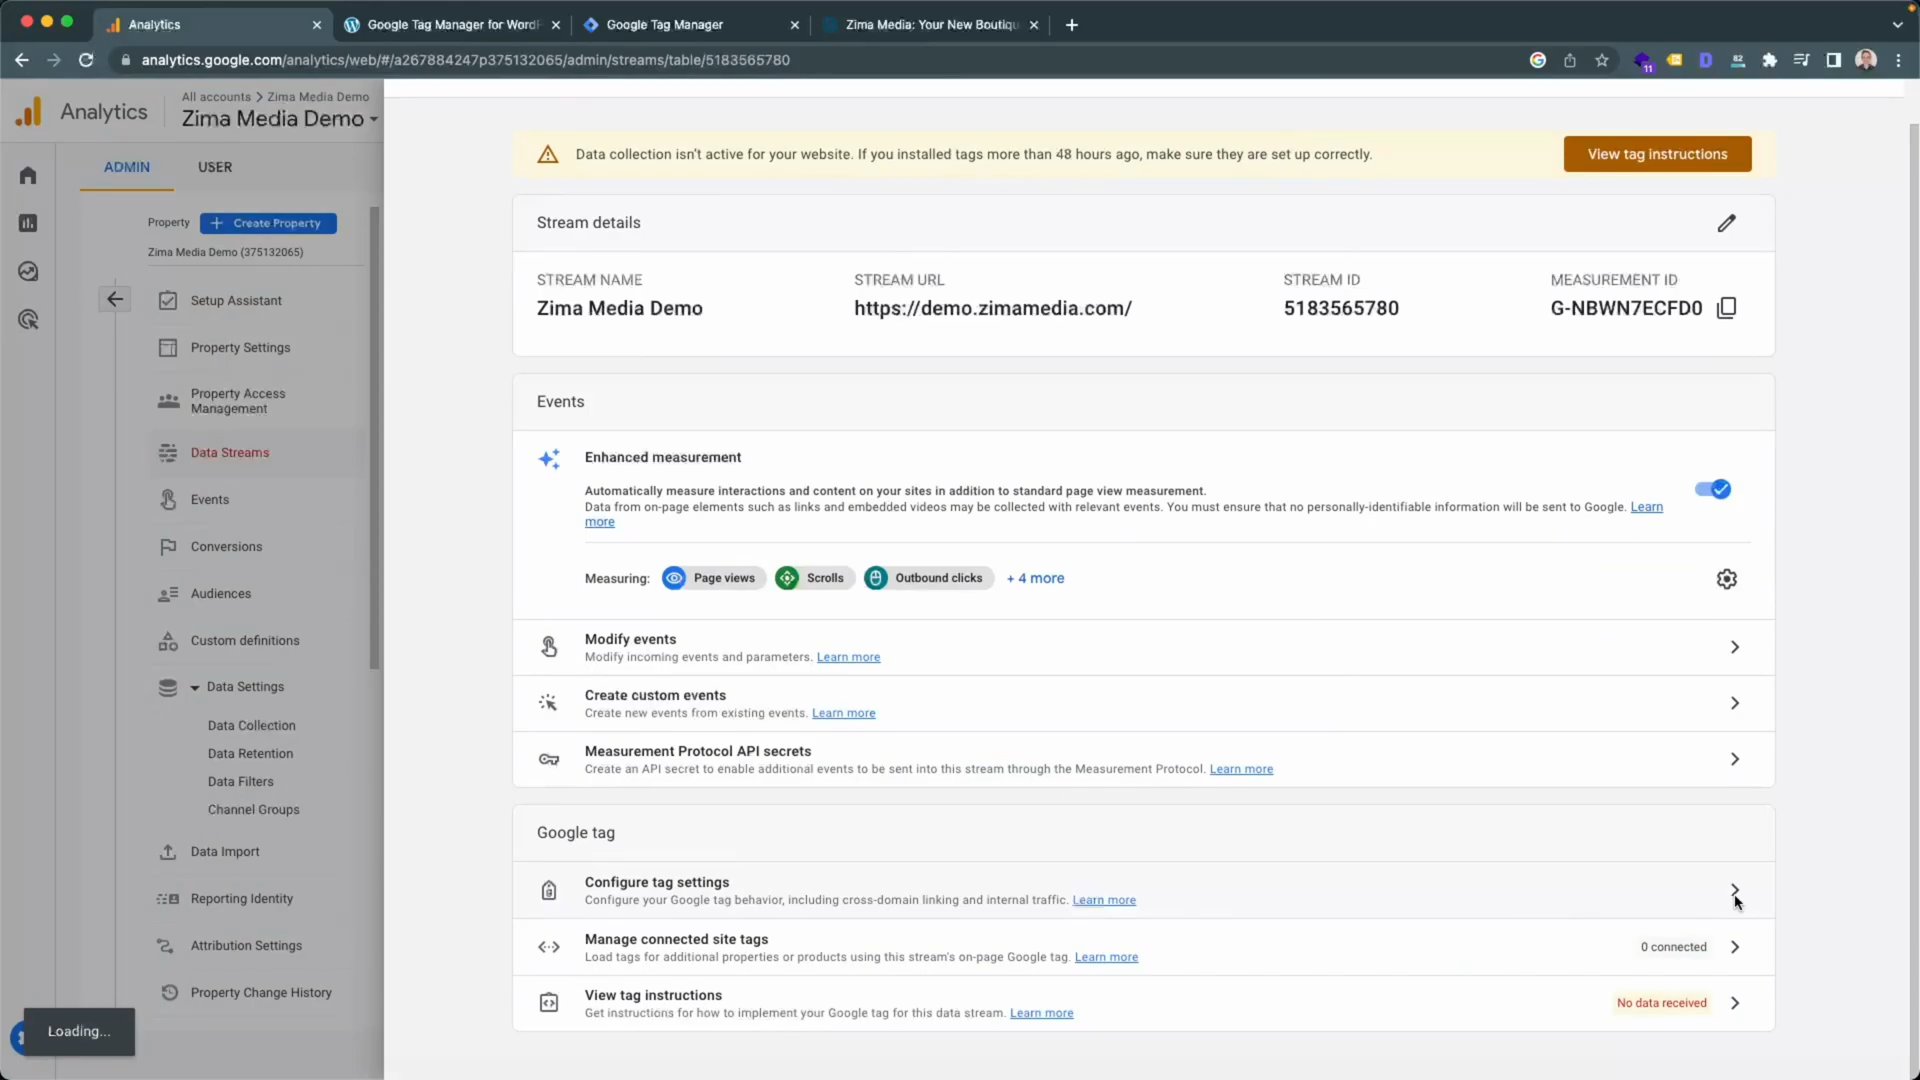 Analytics
Google Tag Manager for WordP
Google Tag Manager
Zima Media: Your New Boutiqu
analytics.google.com/analytics/web/#/a267884247p375132065/admin/streams/table/5183565780
11
82
Analytics
All accounts > Zima Media Demo
Zima Media Demo
ADMIN
USER
Property
Create Property
Zima Media Demo (375132065)
Setup Assistant
Property Settings
Property Access
Management
Data Streams
Events
Conversions
Audiences
Custom definitions
Data Settings
Data Collection
Data Retention
Data Filters
Channel Groups
Data Import
Reporting Identity
Attribution Settings
Property Change History
Loading...
Data collection isn't active for your website. If you installed tags more than 48 hours ago, make sure they are set up correctly.
View tag instructions
Stream details
STREAM NAME
Zima Media Demo
STREAM URL
https://demo.zimamedia.com/
STREAM ID
5183565780
MEASUREMENT ID
G-NBWN7ECFD0
Events
Enhanced measurement
Automatically measure interactions and content on your sites in addition to standard page view measurement.
Data from on-page elements such as links and embedded videos may be collected with relevant events. You must ensure that no personally-identifiable information will be sent to Google. Learn
more
Measuring: Page views Scrolls Outbound clicks + 4 more
Modify events
Modify incoming events and parameters. Learn more
Create custom events
Create new events from existing events. Learn more
Measurement Protocol API secrets
Create an API secret to enable additional events to be sent into this stream through the Measurement Protocol. Learn more
Google tag
Configure tag settings
Configure your Google tag behavior, including cross-domain linking and internal traffic. Learn more
Manage connected site tags
Load tags for additional properties or products using this stream's on-page Google tag. Learn more
0 connected
View tag instructions
Get instructions for how to implement your Google tag for this data stream. Learn more
No data received